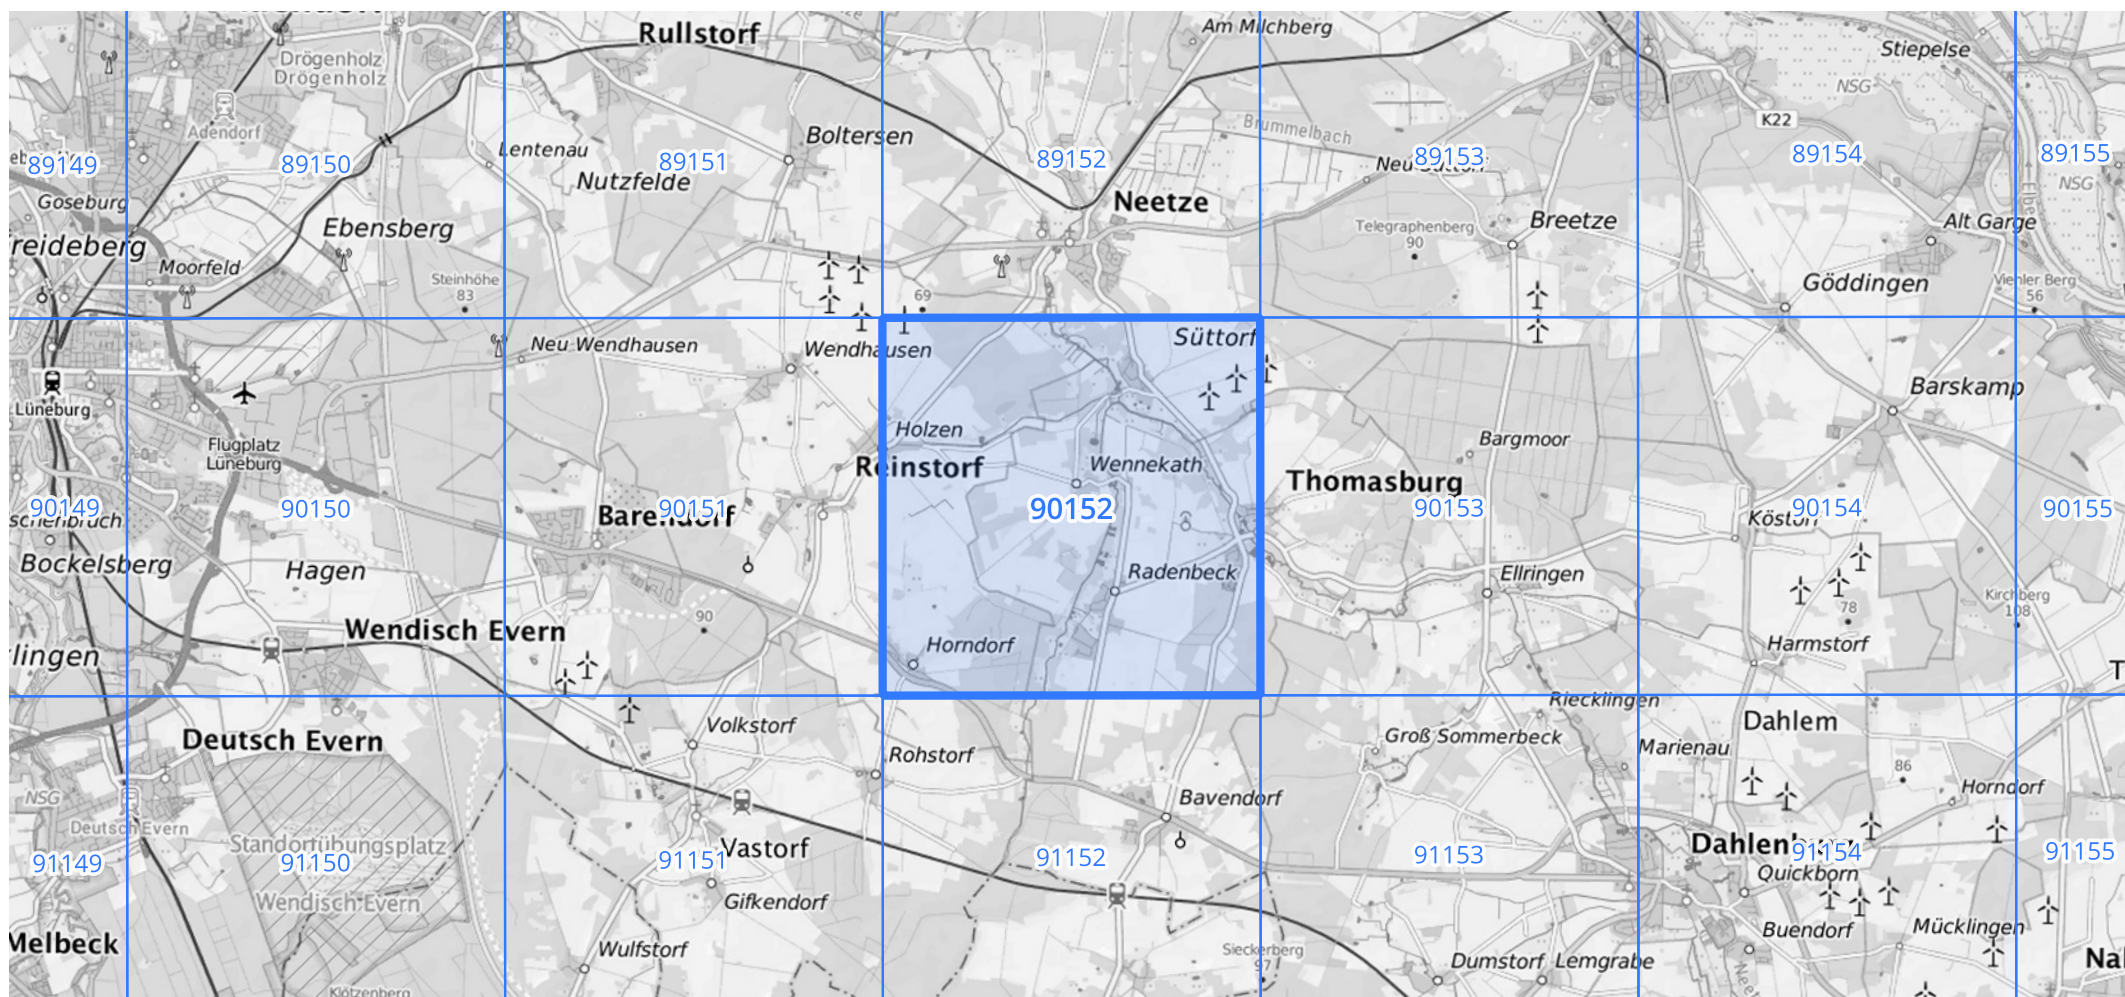 Rullstorf
Am Milchberg
Stiepelse
Drögenholz
Drögenholz
NSG
Adendorf
K22
Boltersen
Brummelbach
Lentenau
89149
89150
89151
89152
89153
89154
89155
Nutzfelde
NSG
Goseburg
Neetze
Elbe
Ebensberg
Telegraphenberg
90
Breetze
Alt Garge
Moorfeld
Steinhöhe
83
Göddingen
Viehler Berg
56
69
Süttorf
Neu Wendhausen
Wendhausen
Lüneburg
Barskamp
Holzen
Flugplatz
Lüneburg
Bargmoor
Reinstorf
Wennekath
Thomasburg
90149
90150
90151
90152
90153
90154
90155
Barendorf
Köstorf
Bockelsberg
Hagen
Radenbeck
Ellringen
Kirchberg
108
78
90
Wendisch Evern
Horndorf
Harmstorf
Riecklingen
Deutsch Evern
Volkstorf
Groß Sommerbeck
Dahlem
Marienau
Rohstorf
86
Horndorf
NSG
Bavendorf
Deutsch Evern
Standortübungsplatz
Vastorf
91149
91150
91151
91152
91153
91154
91155
Quickborn
Wendisch Evern
Gifkendorf
Melbeck
Wulfstorf
Sieckerberg
97
Buendorf
Mücklingen
Dumstorf
Lemgrabe
Klötzenberg